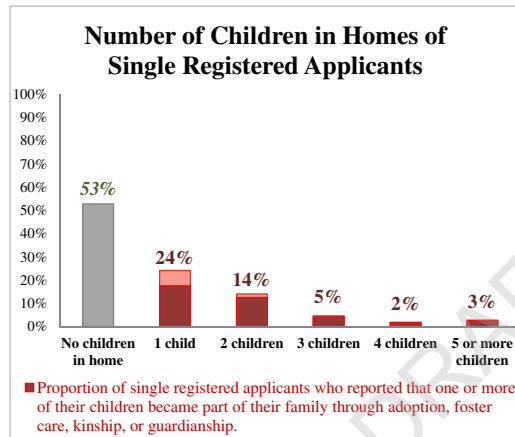 Number of Children in Homes of
Single Registered Applicants
100%
90%
80%
70%
60%
50%
40%
30%
20%
10%
0%
53%
24%
14%
5%
2%
3%
No children
in home
1 child
2 children
3 children
4 children
5 or more
children
Proportion of single registered applicants who reported that one or more
of their children became part of their family through adoption, foster
care, kinship, or guardianship.
DRA